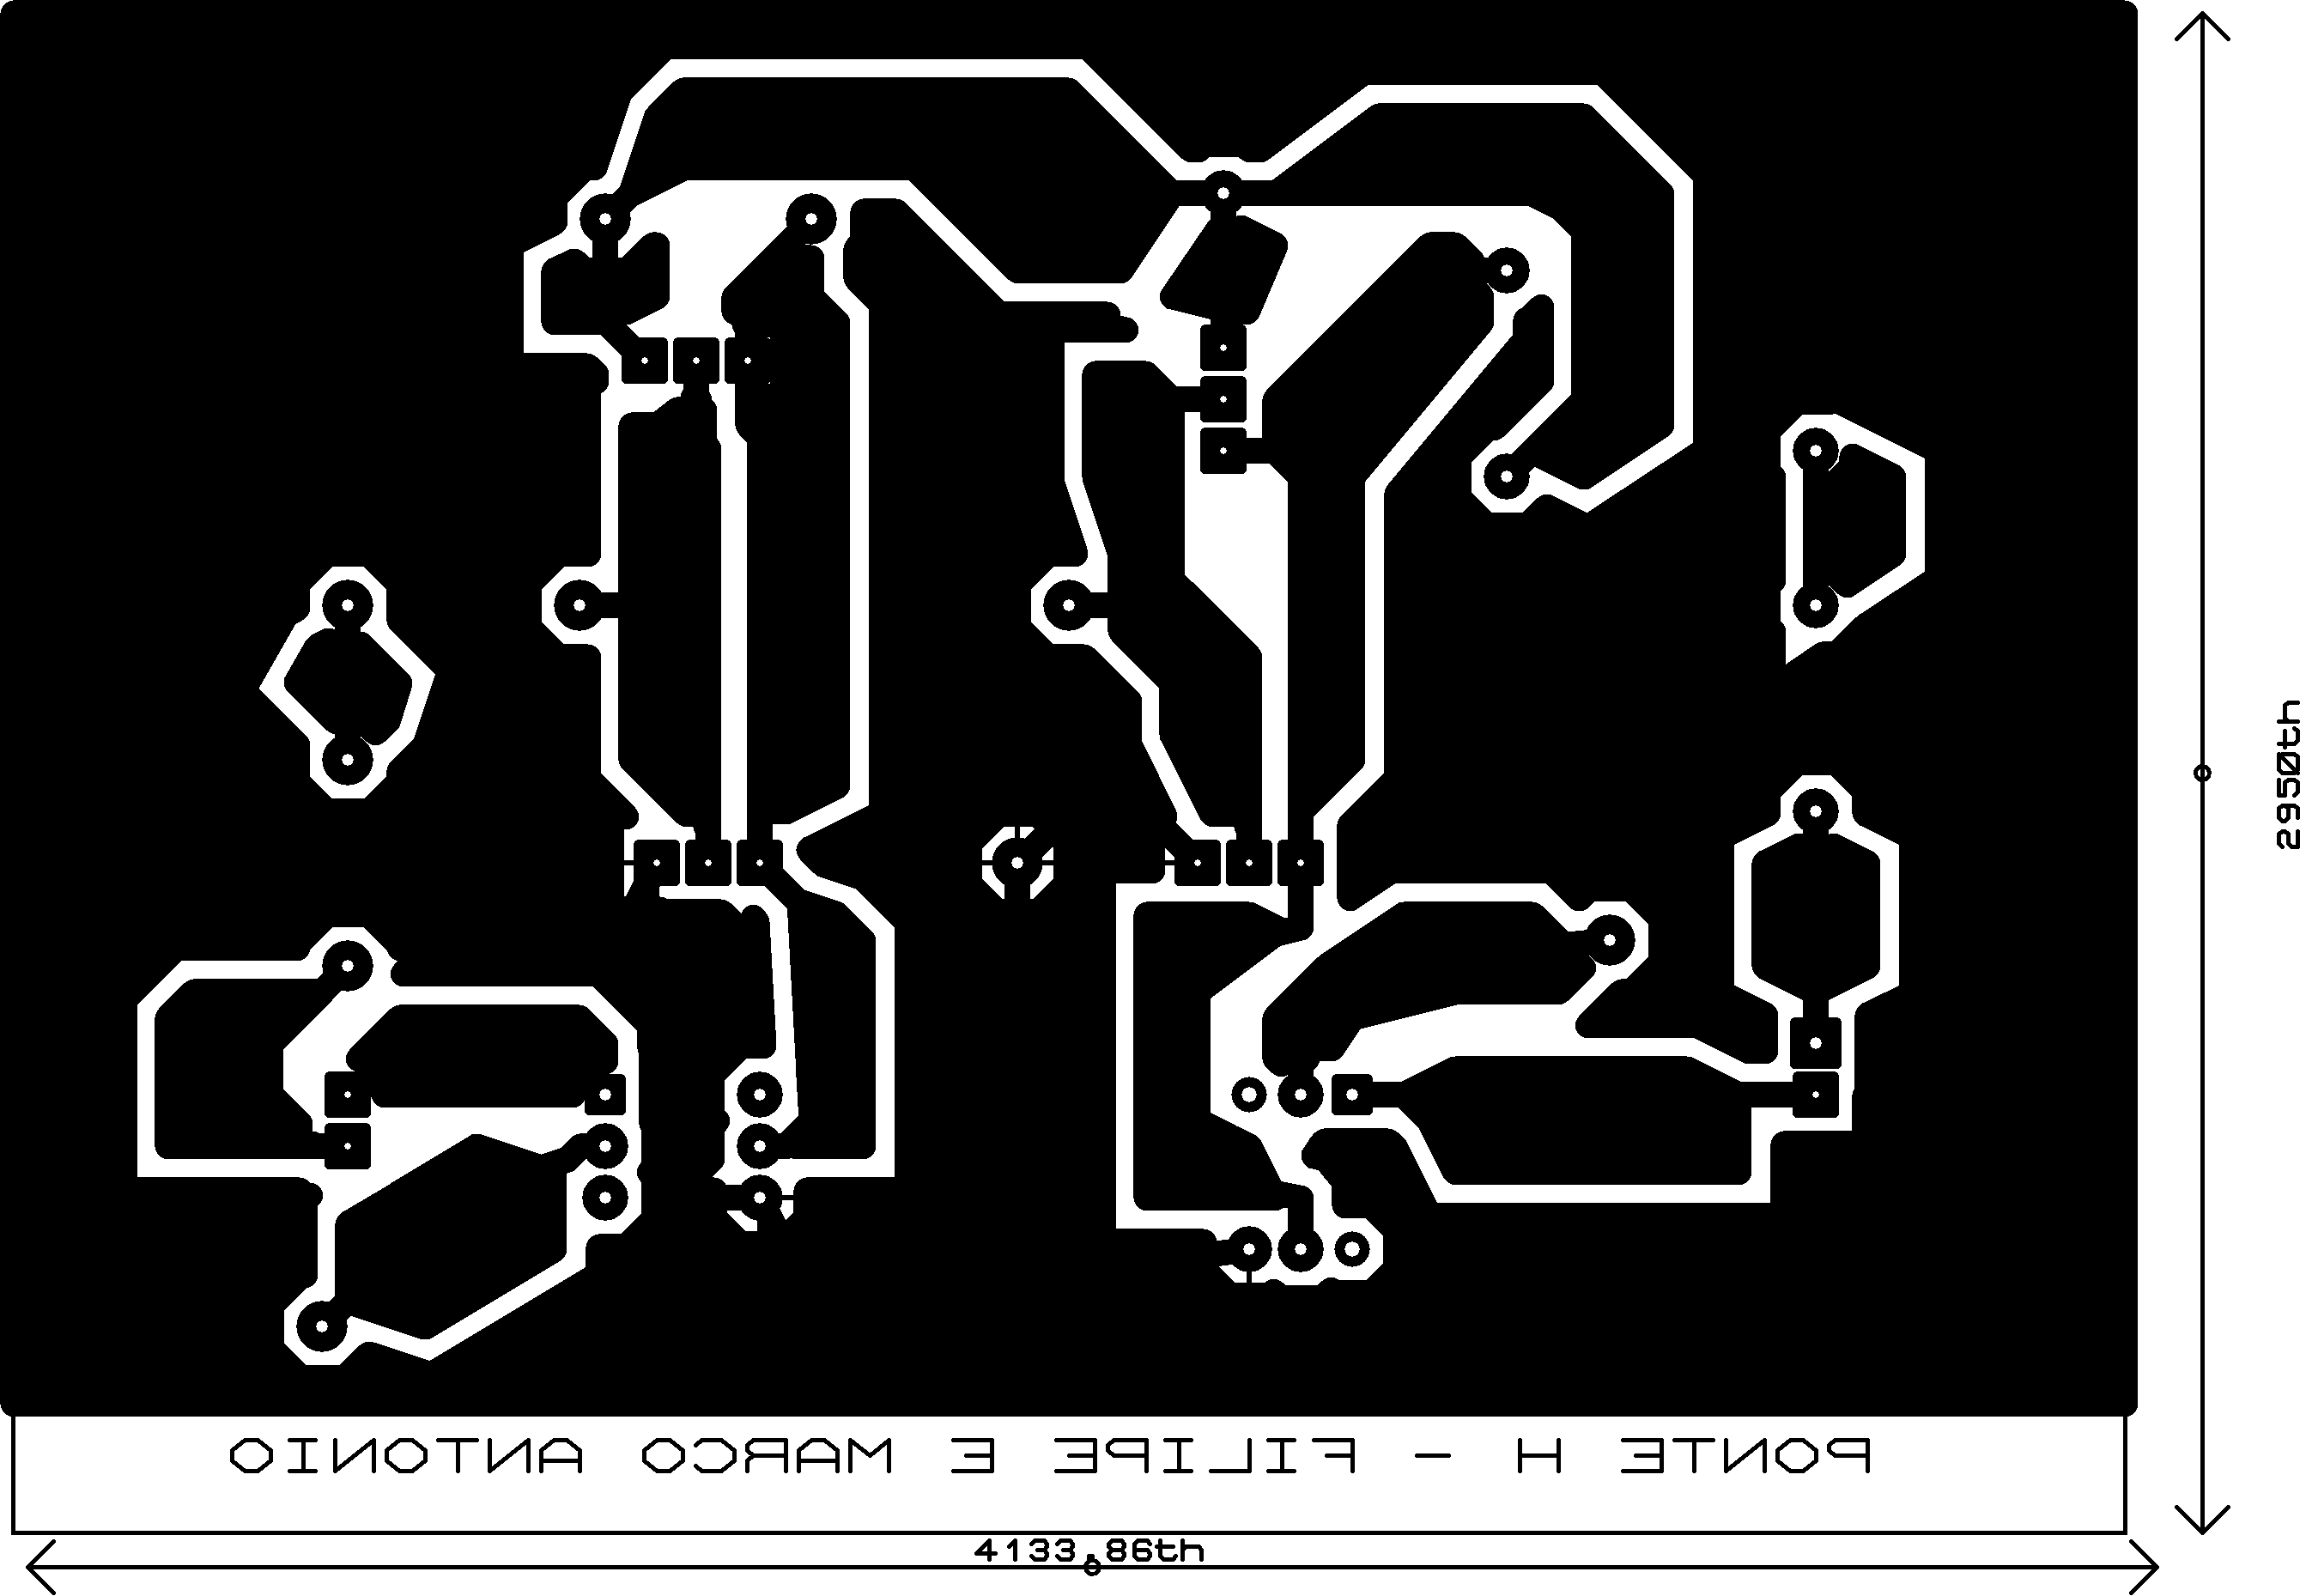 2950th
PONTE H - FILIPE E MARCO ANTONIO
4133.86th